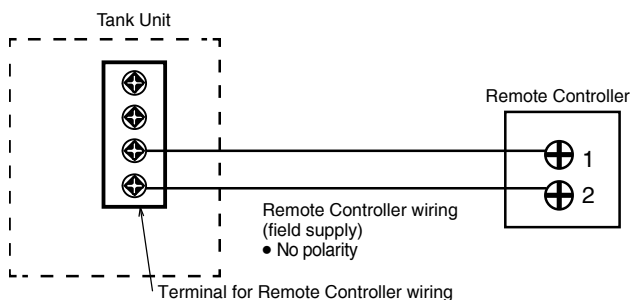 Tank Unit
Remote Controller
1
2
Remote Controller wiring
(field supply)
● No polarity
Terminal for Remote Controller wiring